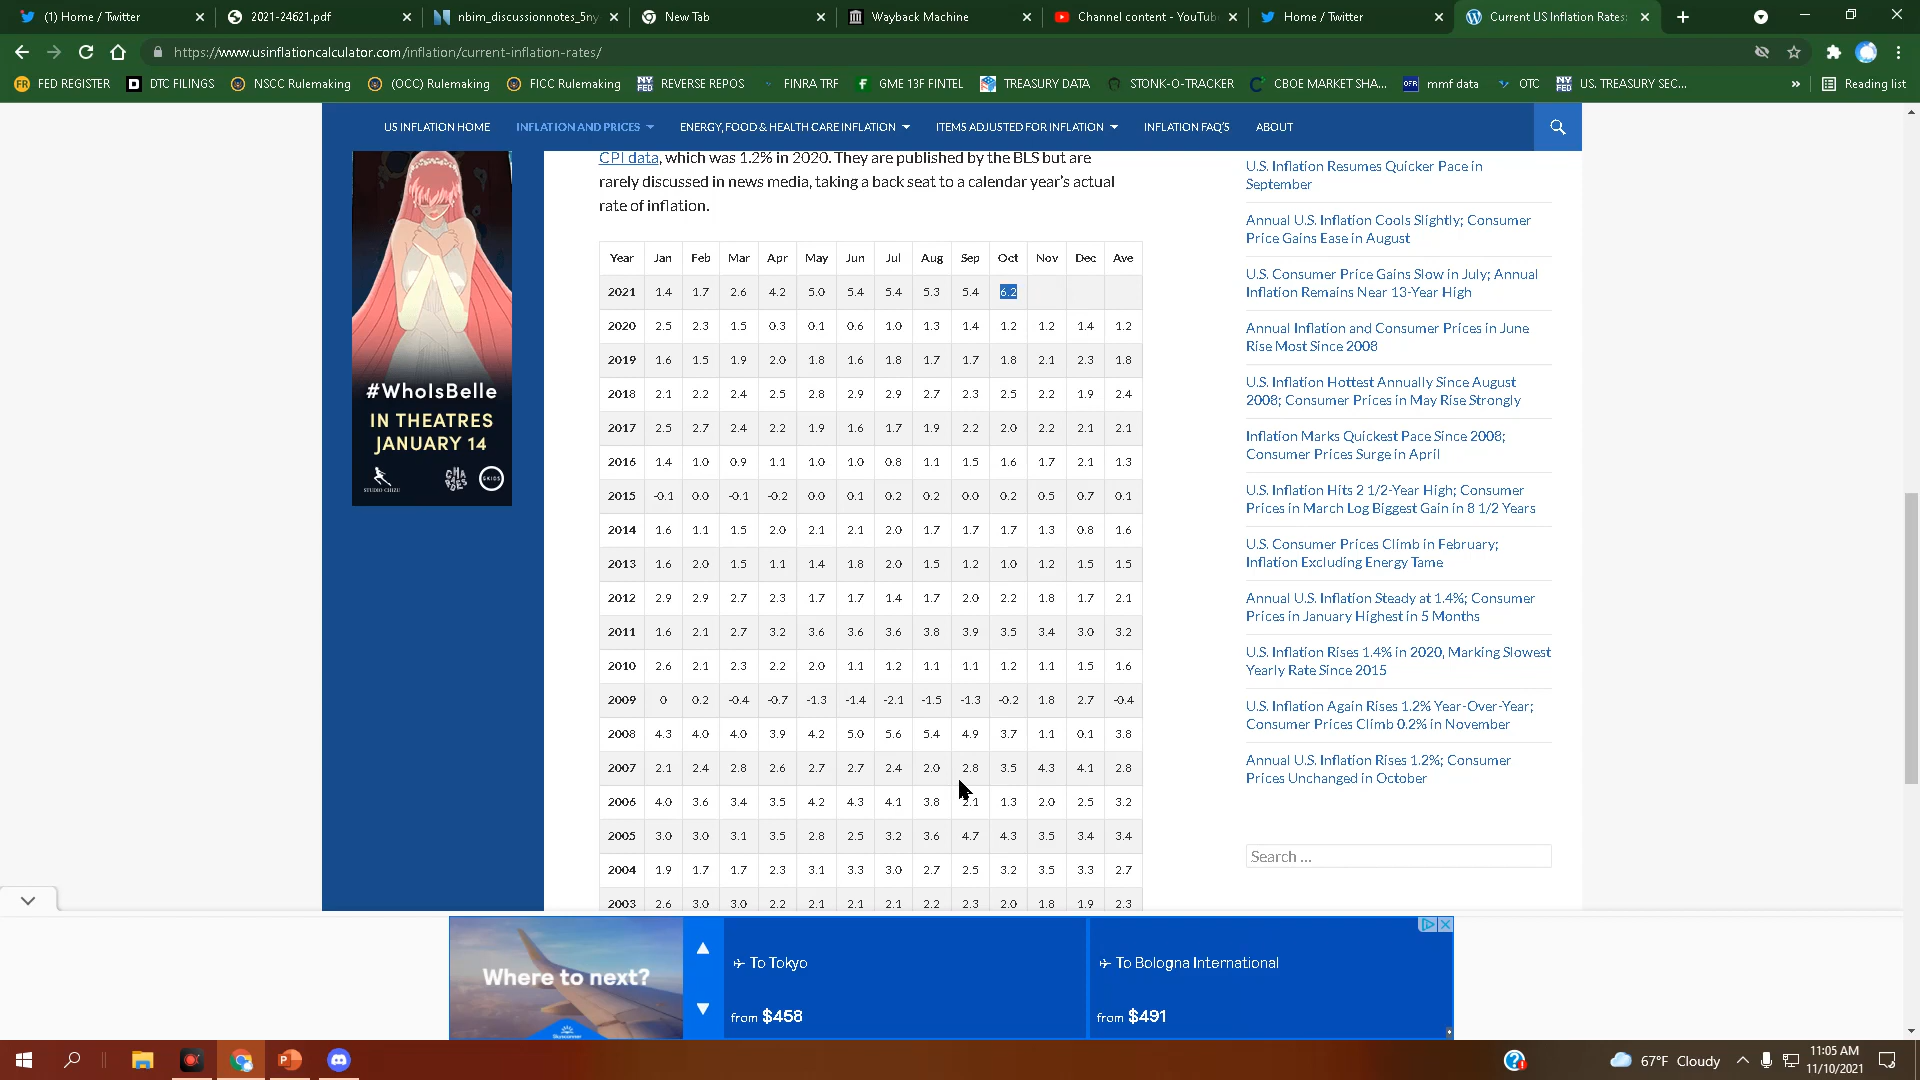 (1) Home / Twitter
2021-24621.pdf
nbim_discussionnotes_5ny
New Tab
Wayback Machine
Channel content - YouTub
Home / Twitter
Current US Inflation Rates:
https://www.usinflationcalculator.com/inflation/current-inflation-rates/
FED REGISTER
DTC FILINGS
NSCC Rulemaking
(OCC) Rulemaking
FICC Rulemaking
REVERSE REPOS
FINRA TRF
GME 13F FINTEL
TREASURY DATA
STONK-O-TRACKER
CBOE MARKET SHA...
mmf data
OTC
U.S. TREASURY SEC...
»
Reading list
US INFLATION HOME
INFLATION AND PRICES
ENERGY, FOOD & HEALTH CARE INFLATION
ITEMS ADJUSTED FOR INFLATION
INFLATION FAQ'S
ABOUT
#WhoIsBelle
IN THEATRES
JANUARY 14
STUDIO CHIZU
GKIDS
CPI data, which was 1.2% in 2020. They are published by the BLS but are
rarely discussed in news media, taking a back seat to a calendar year's actual
rate of inflation.
Year Jan Feb Mar Apr May Jun Jul Aug Sep Oct Nov Dec Ave
2021 1.4 1.7 2.6 4.2 5.0 5.4 5.4 5.3 5.4 6.2
2020 2.5 2.3 1.5 0.3 0.1 0.6 1.0 1.3 1.4 1.2 1.2 1.4 1.2
2019 1.6 1.5 1.9 2.0 1.8 1.6 1.8 1.7 1.7 1.8 2.1 2.3 1.8
2018 2.1 2.2 2.4 2.5 2.8 2.9 2.9 2.7 2.3 2.5 2.2 1.9 2.4
2017 2.5 2.7 2.4 2.2 1.9 1.6 1.7 1.9 2.2 2.0 2.2 2.1 2.1
2016 1.4 1.0 0.9 1.1 1.0 1.0 0.8 1.1 1.5 1.6 1.7 2.1 1.3
2015 -0.1 0.0 -0.1 -0.2 0.0 0.1 0.2 0.2 0.0 0.2 0.5 0.7 0.1
2014 1.6 1.1 1.5 2.0 2.1 2.1 2.0 1.7 1.7 1.7 1.3 0.8 1.6
2013 1.6 2.0 1.5 1.1 1.4 1.8 2.0 1.5 1.2 1.0 1.2 1.5 1.5
2012 2.9 2.9 2.7 2.3 1.7 1.7 1.4 1.7 2.0 2.2 1.8 1.7 2.1
2011 1.6 2.1 2.7 3.2 3.6 3.6 3.6 3.8 3.9 3.5 3.4 3.0 3.2
2010 2.6 2.1 2.3 2.2 2.0 1.1 1.2 1.1 1.1 1.2 1.1 1.5 1.6
2009 0 0.2 -0.4 -0.7 -1.3 -1.4 -2.1 -1.5 -1.3 -0.2 1.8 2.7 -0.4
2008 4.3 4.0 4.0 3.9 4.2 5.0 5.6 5.4 4.9 3.7 1.1 0.1 3.8
2007 2.1 2.4 2.8 2.6 2.7 2.7 2.4 2.0 2.8 3.5 4.3 4.1 2.8
2006 4.0 3.6 3.4 3.5 4.2 4.3 4.1 3.8 2.1 1.3 2.0 2.5 3.2
2005 3.0 3.0 3.1 3.5 2.8 2.5 3.2 3.6 4.7 4.3 3.5 3.4 3.4
2004 1.9 1.7 1.7 2.3 3.1 3.3 3.0 2.7 2.5 3.2 3.5 3.3 2.7
2003 2.6 3.0 3.0 2.2 2.1 2.1 2.1 2.2 2.3 2.0 1.8 1.9 2.3
U.S. Inflation Resumes Quicker Pace in
September
Annual U.S. Inflation Cools Slightly; Consumer
Price Gains Ease in August
U.S. Consumer Price Gains Slow in July; Annual
Inflation Remains Near 13-Year High
Annual Inflation and Consumer Prices in June
Rise Most Since 2008
U.S. Inflation Hottest Annually Since August
2008; Consumer Prices in May Rise Strongly
Inflation Marks Quickest Pace Since 2008;
Consumer Prices Surge in April
U.S. Inflation Hits 2 1/2-Year High; Consumer
Prices in March Log Biggest Gain in 8 1/2 Years
U.S. Consumer Prices Climb in February;
Inflation Excluding Energy Tame
Annual U.S. Inflation Steady at 1.4%; Consumer
Prices in January Highest in 5 Months
U.S. Inflation Rises 1.4% in 2020, Marking Slowest
Yearly Rate Since 2015
U.S. Inflation Again Rises 1.2% Year-Over-Year;
Consumer Prices Climb 0.2% in November
Annual U.S. Inflation Rises 1.2%; Consumer
Prices Unchanged in October
Search ...
Where to next?
To Tokyo
from $458
To Bologna International
from $491
67°F Cloudy
11:05 AM
11/10/2021